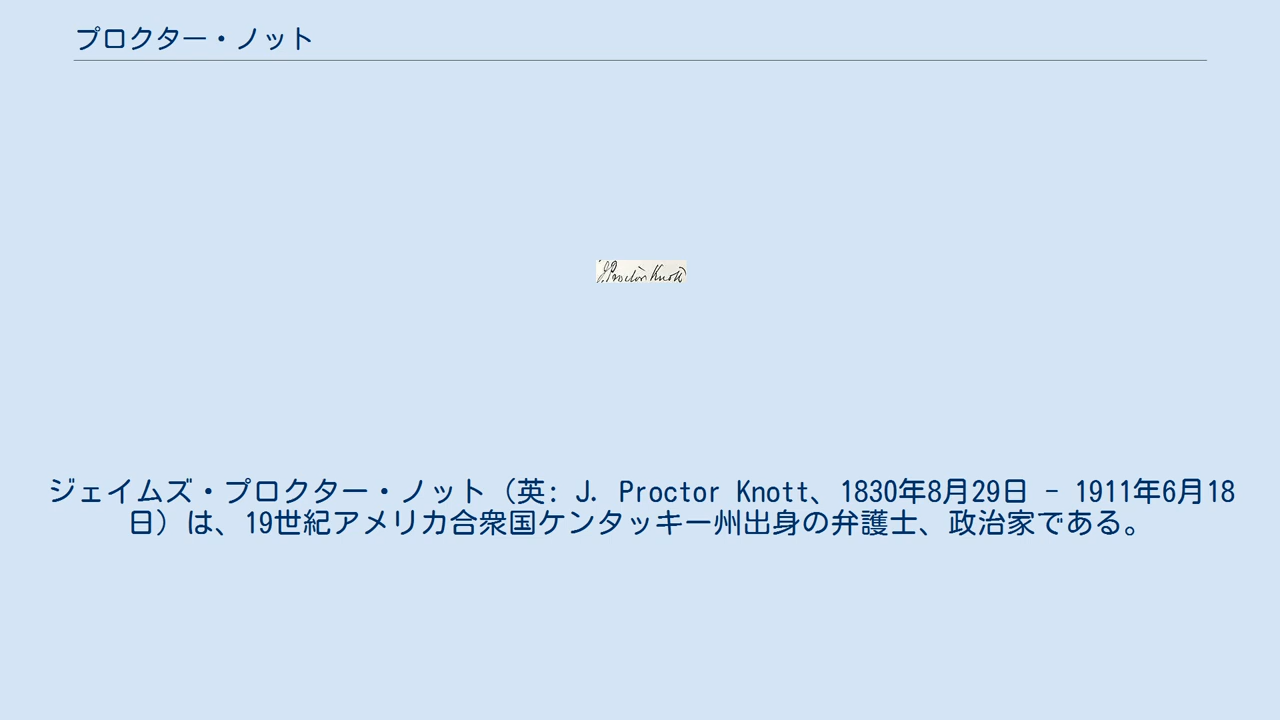 プロクター・ノット
J. Proctor Knott
ジェイムズ・プロクター・ノット（英: J. Proctor Knott、1830年8月29日 - 1911年6月18
日）は、19世紀アメリカ合衆国ケンタッキー州出身の弁護士、政治家である。